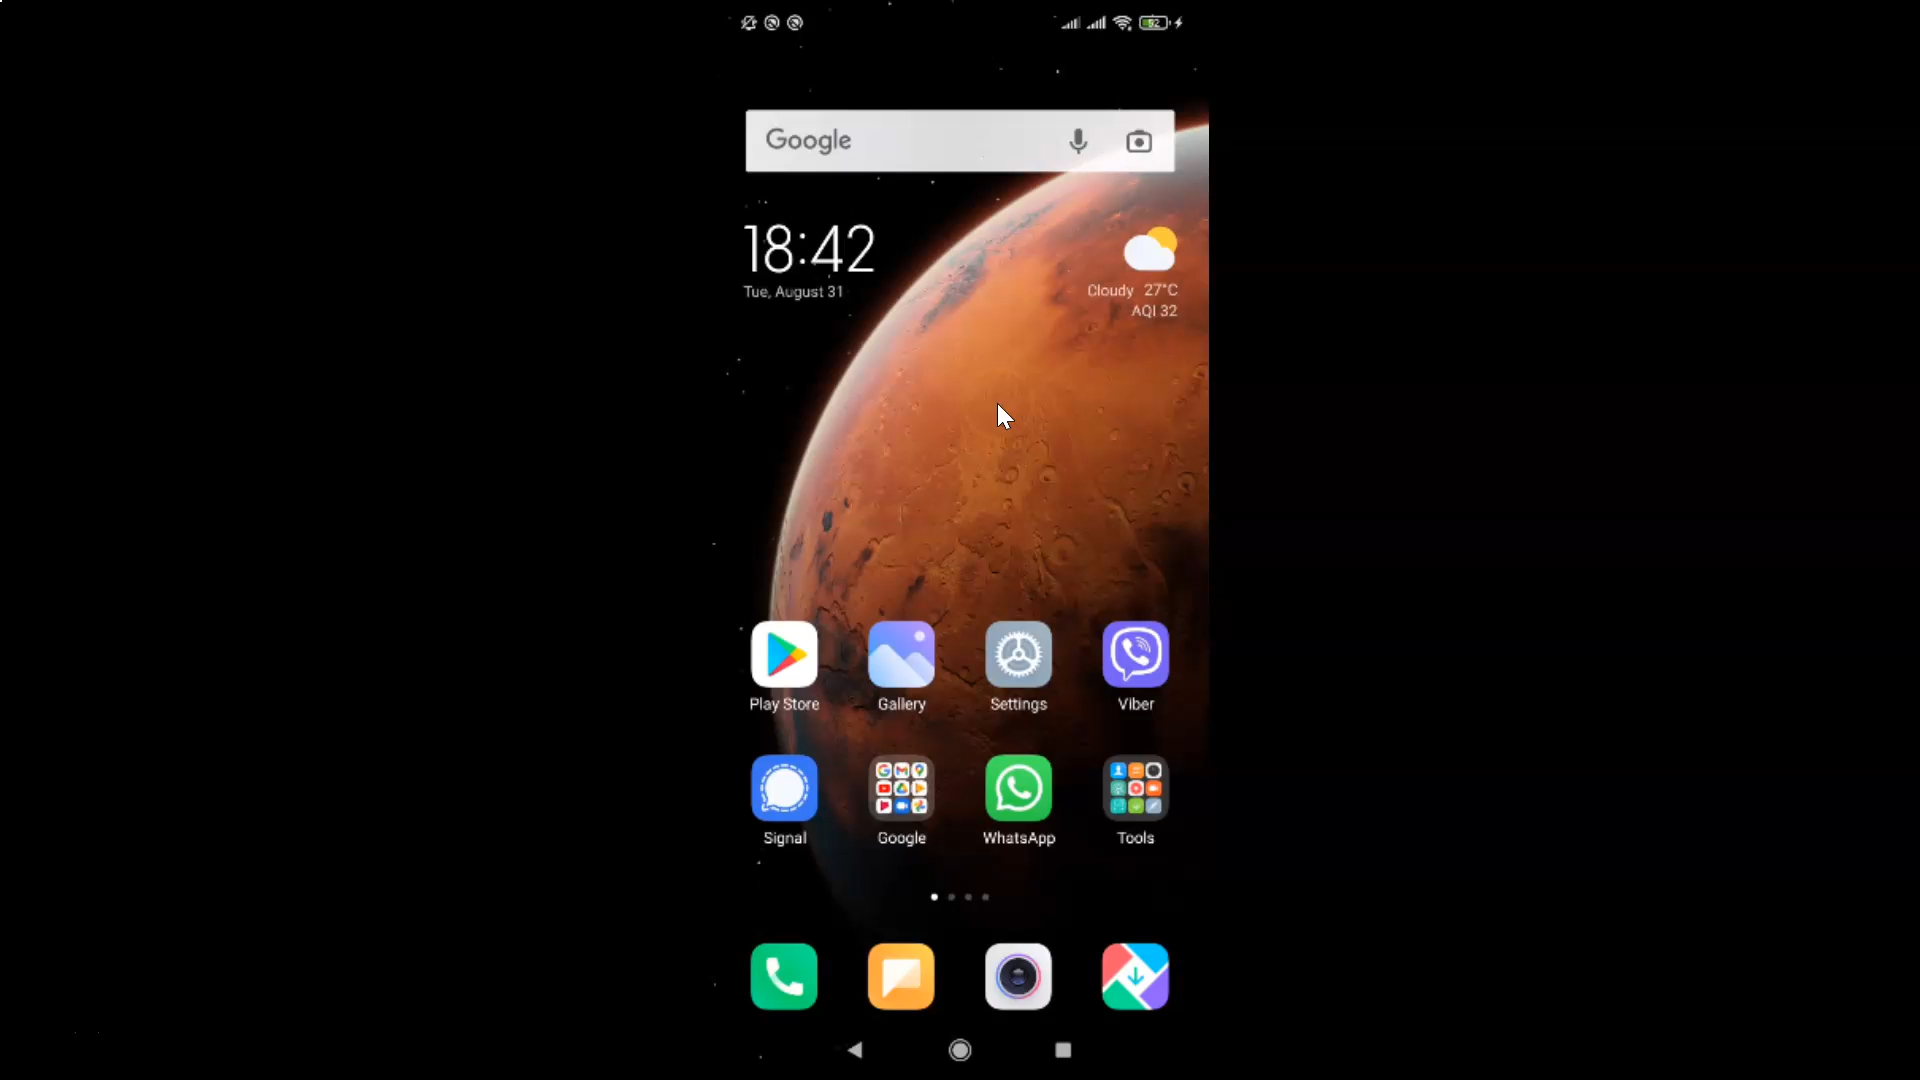 52
Google
18:42
Tue, August 31
Cloudy 27°C
AQI 32
Play Store
Gallery
Settings
Viber
Signal
Google
WhatsApp
Tools